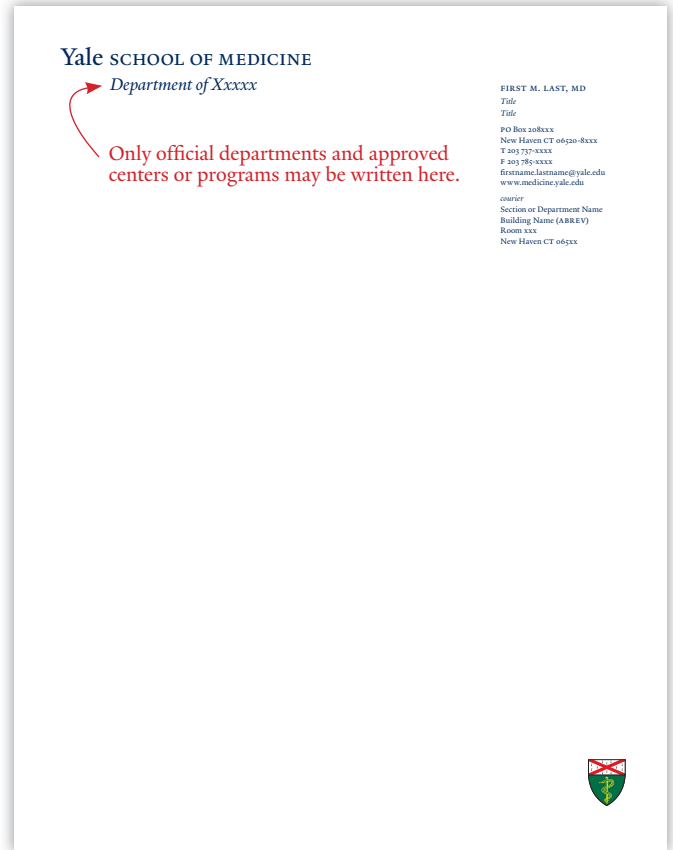 Yale SCHOOL OF MEDICINE
Department of Xxxxx
Only official departments and approved
centers or programs may be written here.
FIRST M. LAST, MD
Title
Title
PO Box 208xxx
New Haven CT 06520-8xxx
T 203 737-xxxx
F 203 785-xxxx
firstname.lastname@yale.edu
www.medicine.yale.edu
courier
Section or Department Name
Building Name (ABREV)
Room xxx
New Haven CT 065xx